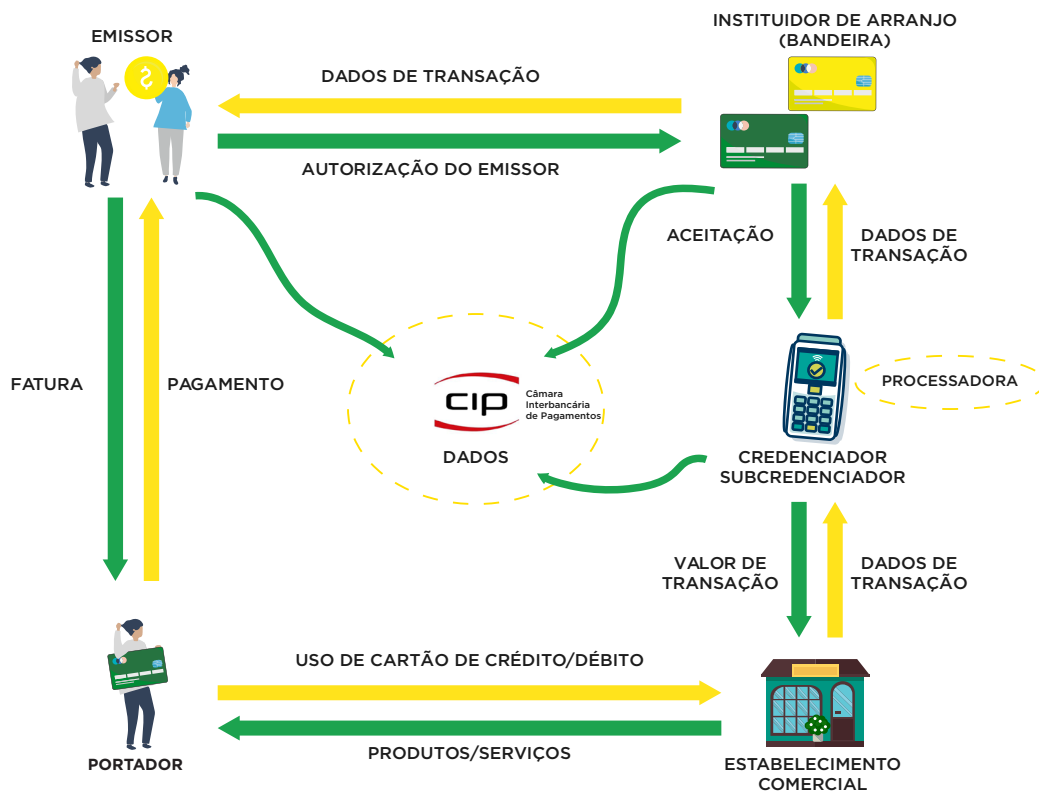 EMISSOR
INSTITUIDOR DE ARRANJO
(BANDEIRA)
DADOS DE TRANSAÇÃO
AUTORIZAÇÃO DO EMISSOR
ACEITAÇÃO
DADOS DE
TRANSAÇÃO
FATURA
PAGAMENTO
cip
Câmara
Interbancária
de Pagamentos
DADOS
PROCESSADORA
CREDENCIADOR
SUBCREDENCIADOR
VALOR DE
TRANSAÇÃO
DADOS DE
TRANSAÇÃO
USO DE CARTÃO DE CRÉDITO/DÉBITO
PRODUTOS/SERVIÇOS
PORTADOR
ESTABELECIMENTO
COMERCIAL